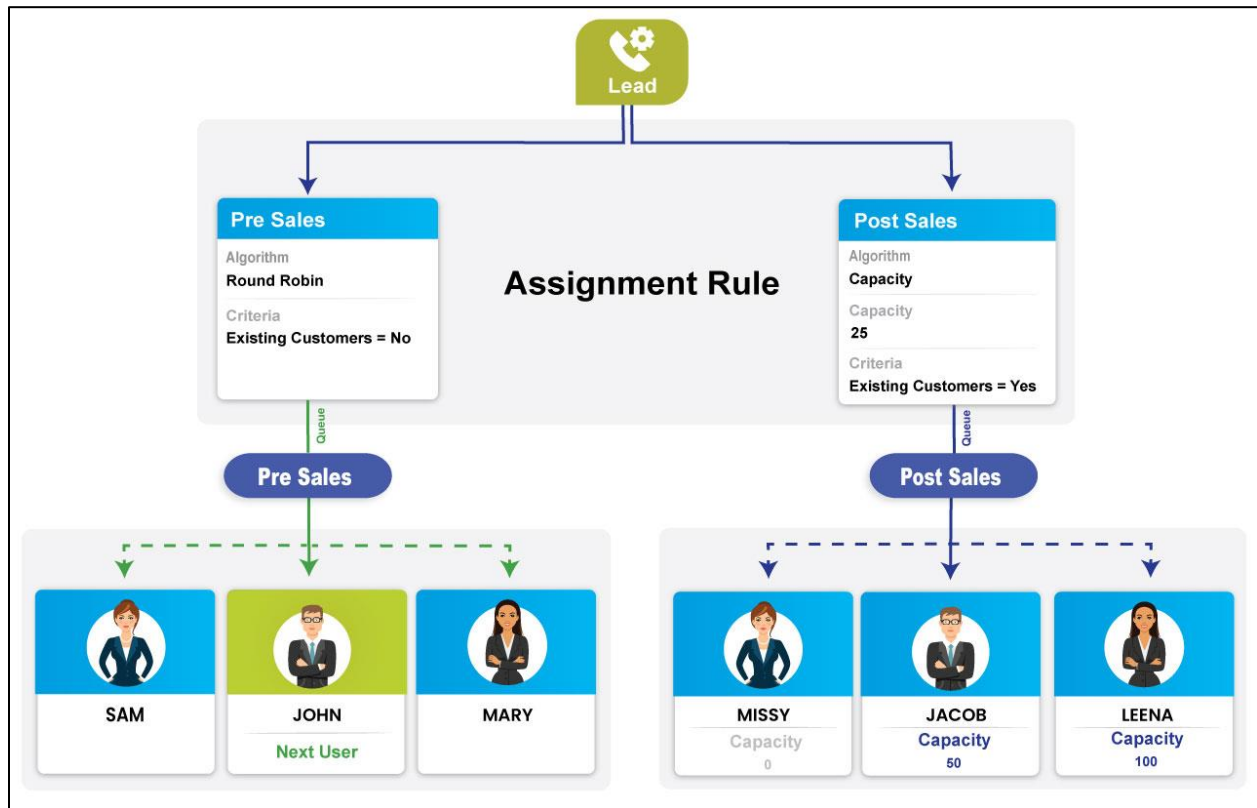 Lead
Pre Sales
Algorithm
Round Robin
Criteria
Existing Customers = No
Assignment Rule
Post Sales
Algorithm
Capacity
Capacity
25
Criteria
Existing Customers = Yes
Queue
Pre Sales
Queue
Post Sales
SAM
JOHN
Next User
MARY
MISSY
Capacity
0
JACOB
Capacity
50
LEENA
Capacity
100